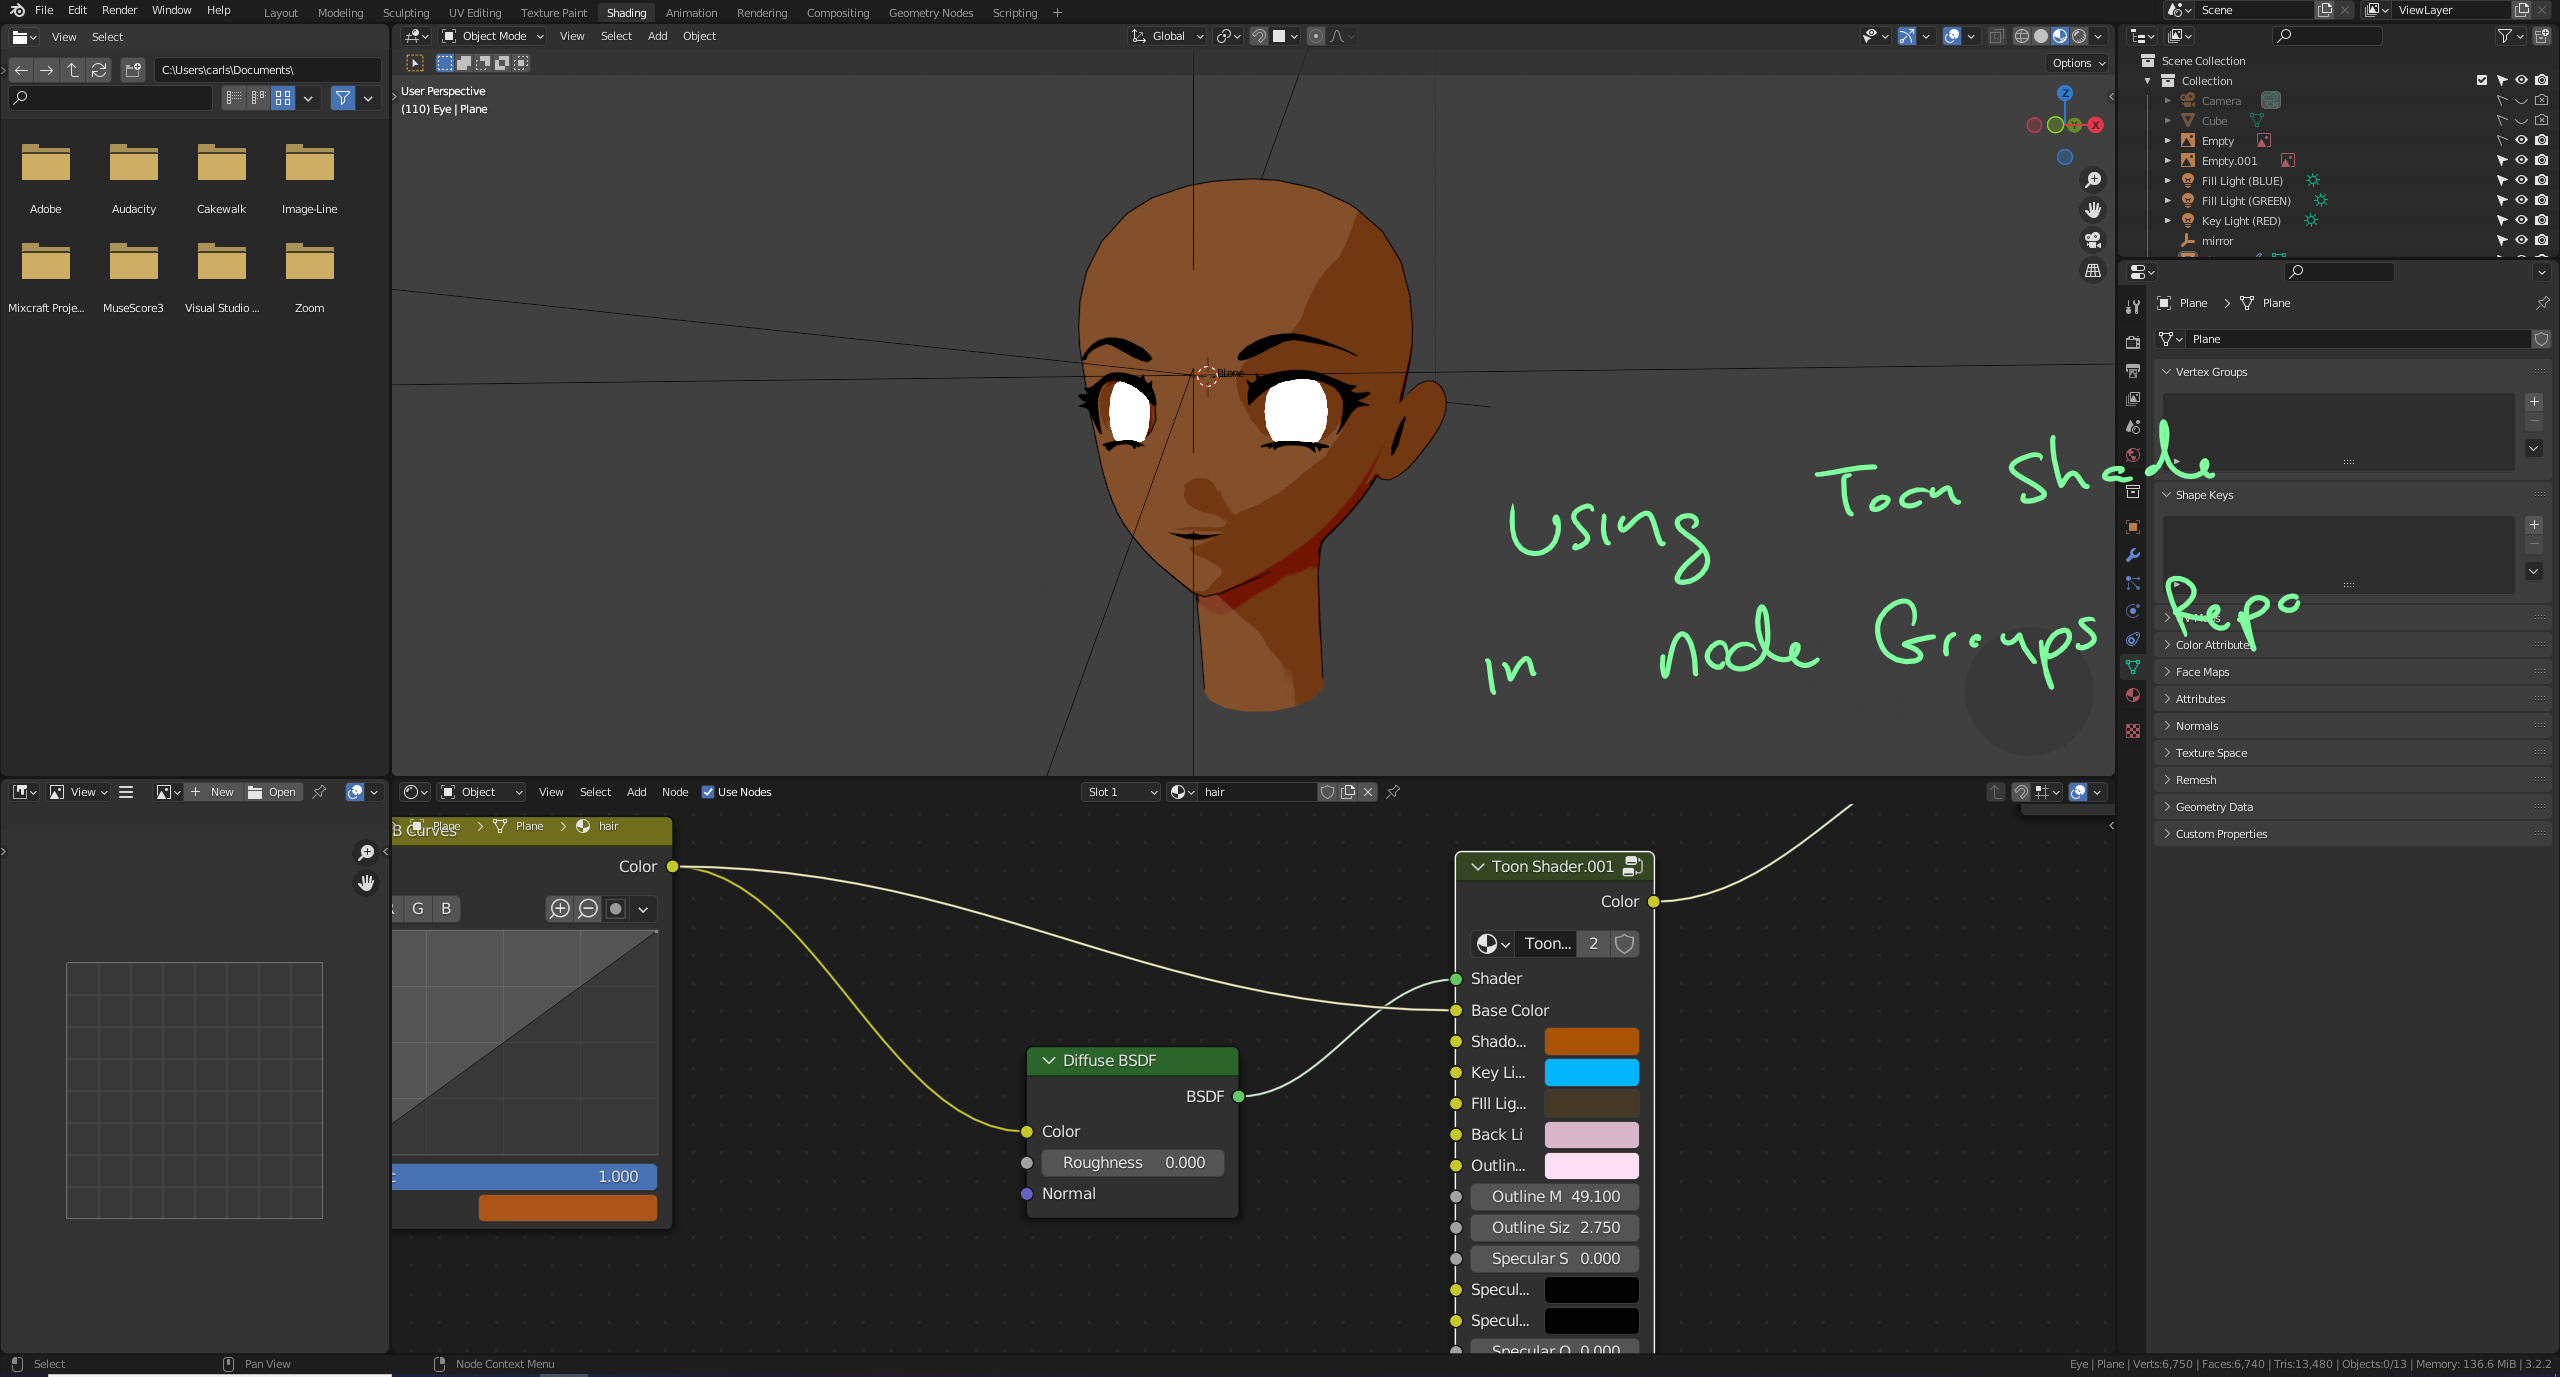 File Edit Render Window Help
Layout Modeling Sculpting UV Editing Texture Paint Shading Animation Rendering Compositing Geometry Nodes Scripting +
Scene
ViewLayer
View Select
C:\Users\carls\Documents\
Adobe Audacity Cakewalk Image-Line
Mixcraft Proje... MuseScore3 Visual Studio ... Zoom
Object Mode View Select Add Object
Global
Options
User Perspective
(110) Eye | Plane
Z
Y
X
Plane
Using Toon Shade
in Node Groups Repo
Scene Collection
Collection
Camera
Cube
Empty
Empty.001
Fill Light (BLUE)
Fill Light (GREEN)
Key Light (RED)
mirror
Plane > Plane
Plane
Vertex Groups
Shape Keys
Color Attribute
Face Maps
Attributes
Normals
Texture Space
Remesh
Geometry Data
Custom Properties
View
New
Open
Object View Select Add Node Use Nodes
Slot 1
hair
Plane > Plane > hair
B Curves
Color
G B
1.000
Diffuse BSDF
BSDF
Color
Roughness 0.000
Normal
Toon Shader.001
Color
Toon... 2
Shader
Base Color
Shado...
Key Li...
FIll Lig...
Back Li
Outlin...
Outline M 49.100
Outline Siz 2.750
Specular S 0.000
Specul...
Specul...
Specular O 0.000
Select
Pan View
Node Context Menu
Eye | Plane | Verts:6,750 | Faces:6,740 | Tris:13,480 | Objects:0/13 | Memory: 136.6 MiB | 3.2.2